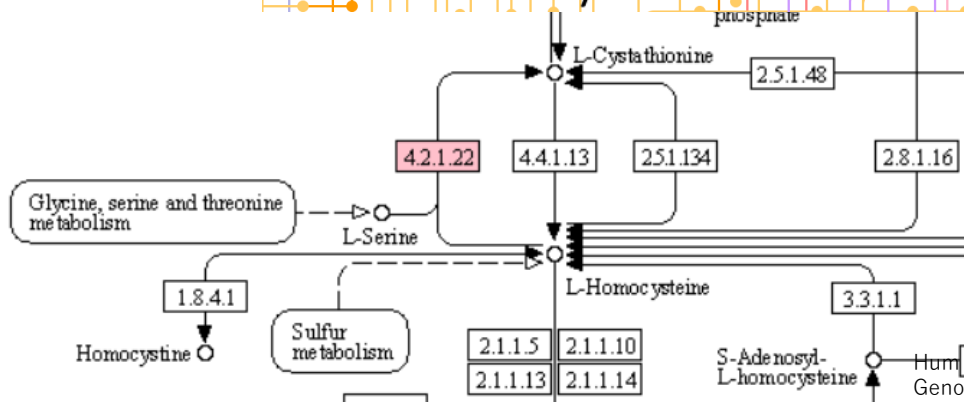 phosphate
L-Cystathionine
2.5.1.48
4.2.1.22
4.4.1.13
2.5.1.134
2.8.1.16
Glycine, serine and threonine
metabolism
L-Serine
L-Homocysteine
1.8.4.1
3.3.1.1
Sulfur
metabolism
Homocystine
2.1.1.5
2.1.1.10
2.1.1.13
2.1.1.14
S-Adenosyl-
L-homocysteine
Hum
Geno